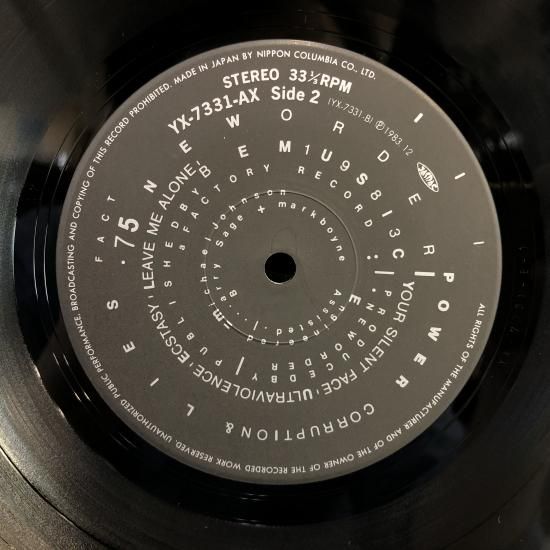 MADE IN JAPAN BY NIPPON COLUMBIA CO., LTD.
STEREO 33⅓RPM
YX-7331-AX Side 2
(YX-7331-B) ℗1983.12
NEW ORDER | POWER CORRUPTION & LIES FACT .75
YOUR SILENT FACE, ULTRAVIOLENCE, ECSTASY, LEAVE ME ALONE,
PUBLISHED BY B E MUSIC
1983
a FACTORY RECORD:
PRODUCED BY
NEW ORDER
=michael Johnson
Assisted
Barry Sage + mark boyne
ALL RIGHTS OF THE MANUFACTURER AND OF THE OWNER OF THE RECORDED WORK RESERVED. UNAUTHORIZED PUBLIC PERFORMANCE, BROADCASTING AND COPYING OF THIS RECORD PROHIBITED.